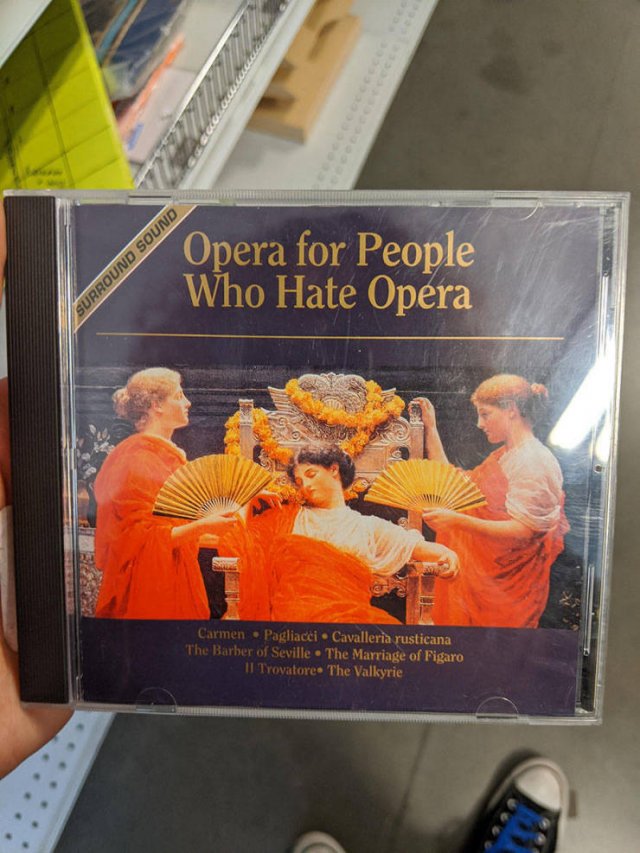 SURROUND SOUND
Opera for People
Who Hate Opera
Carmen • Pagliacci • Cavalleria rusticana
The Barber of Seville • The Marriage of Figaro
Il Trovatore• The Valkyrie